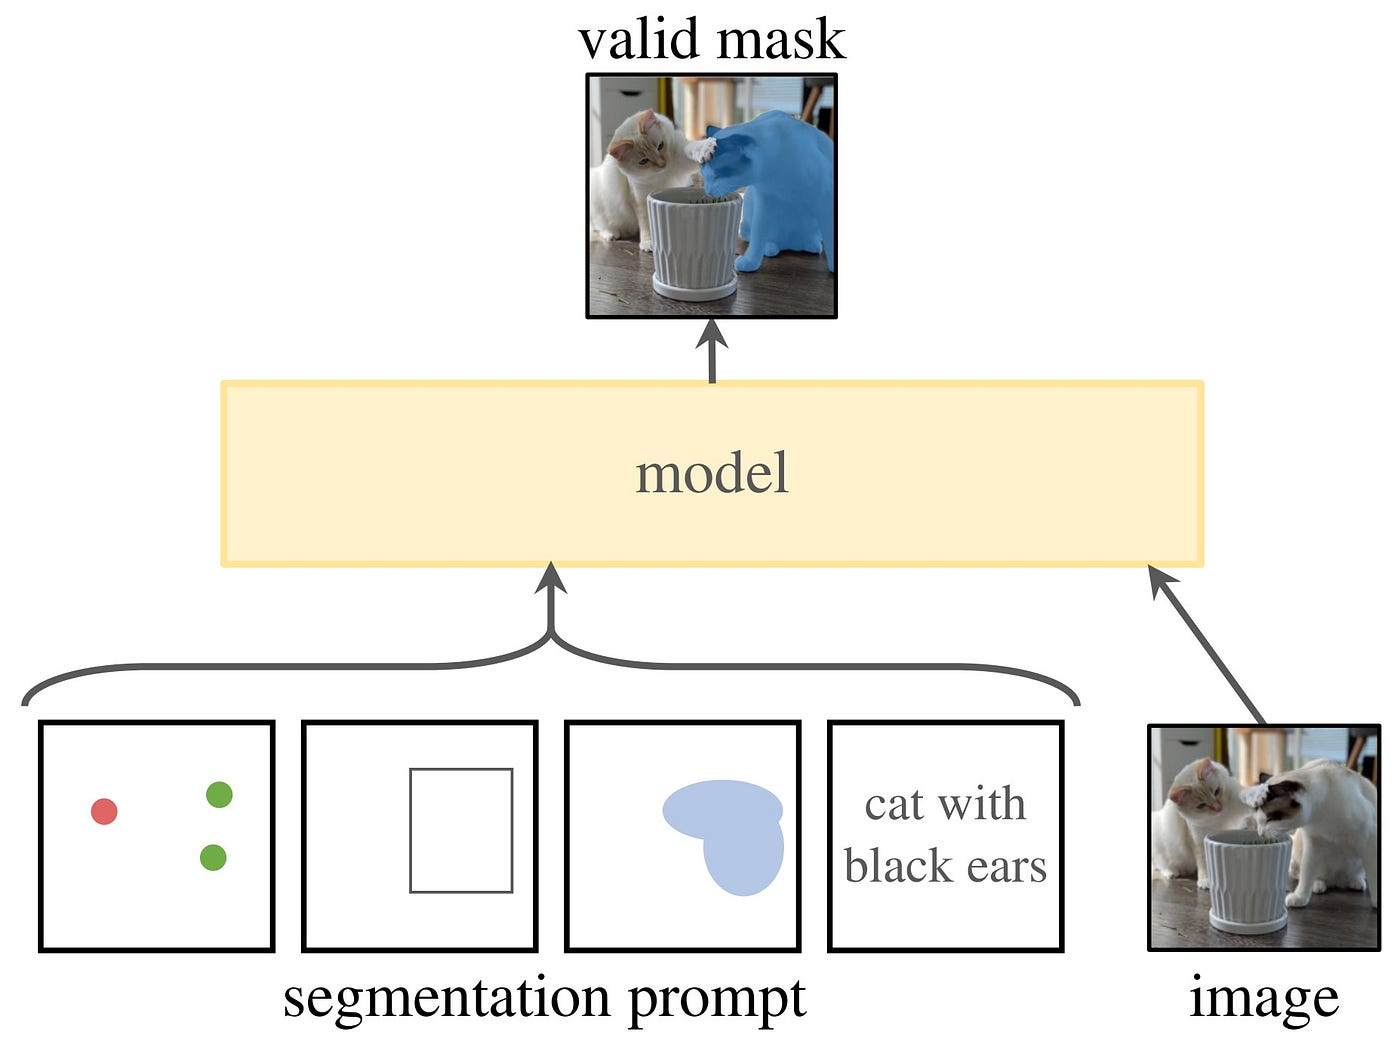 valid mask
model
cat with
black ears
segmentation prompt
image